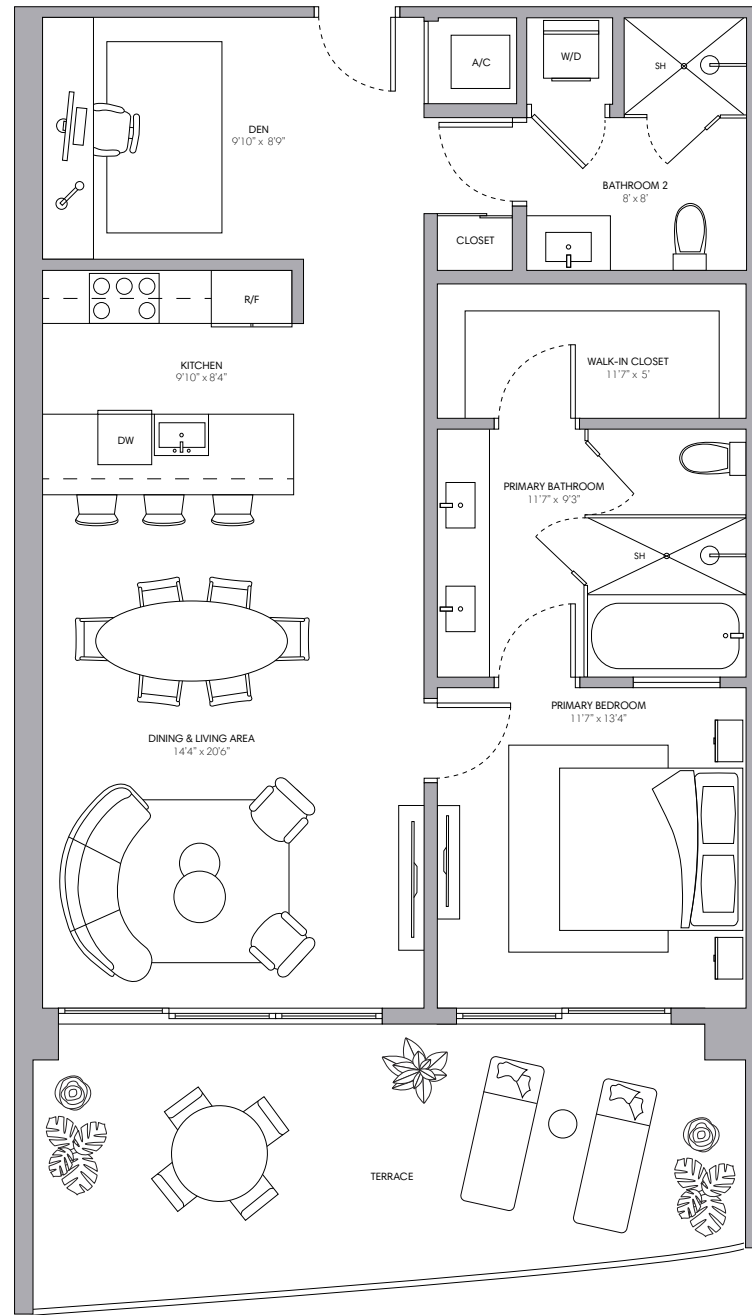 A/C
W/D
SH
DEN
9'10" x 8'9"
BATHROOM 2
8' x 8'
CLOSET
R/F
KITCHEN
9'10" x 8'4"
WALK-IN CLOSET
11'7" x 5'
DW
PRIMARY BATHROOM
11'7" x 9'3"
SH
PRIMARY BEDROOM
11'7" x 13'4"
DINING & LIVING AREA
14'4" x 20'6"
TERRACE